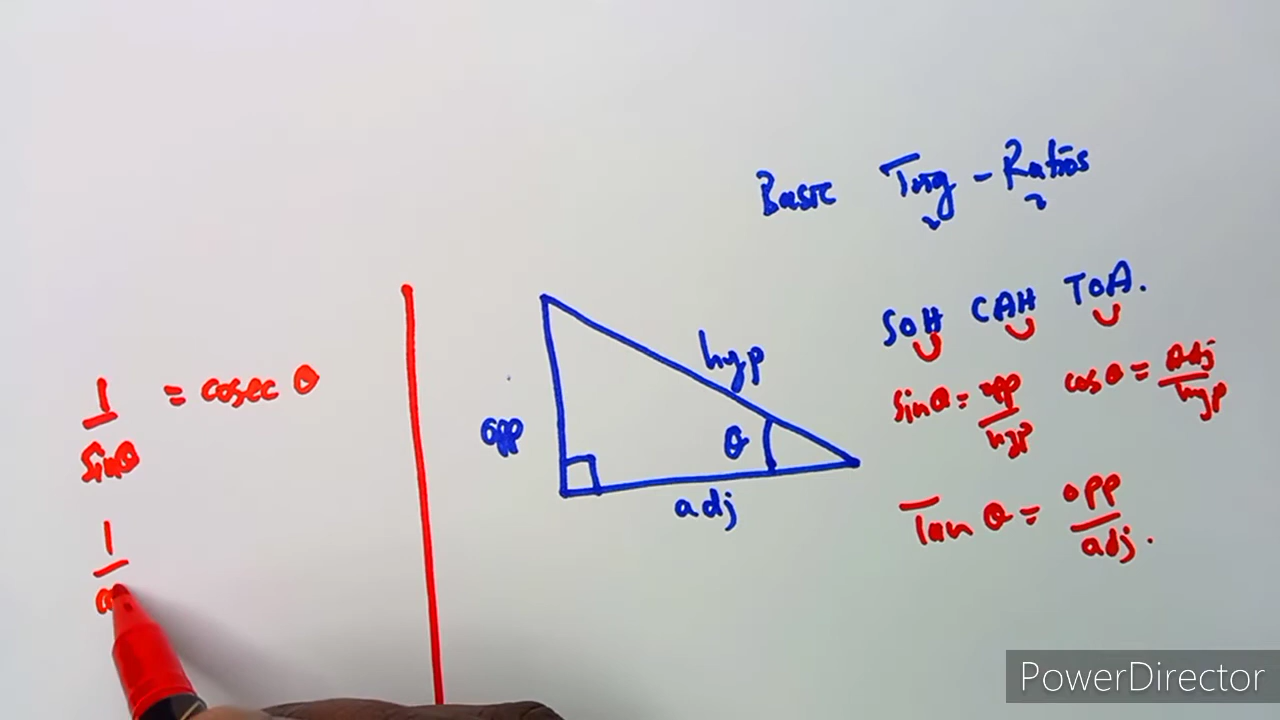 Basic Trig - Ratios
SOH CAH TOA.
sinθ = opp/hyp cosθ = Adj/hyp
Tan θ = opp/adj.
hyp
opp
θ
adj
1/sinθ = cosec θ
1/co
PowerDirector